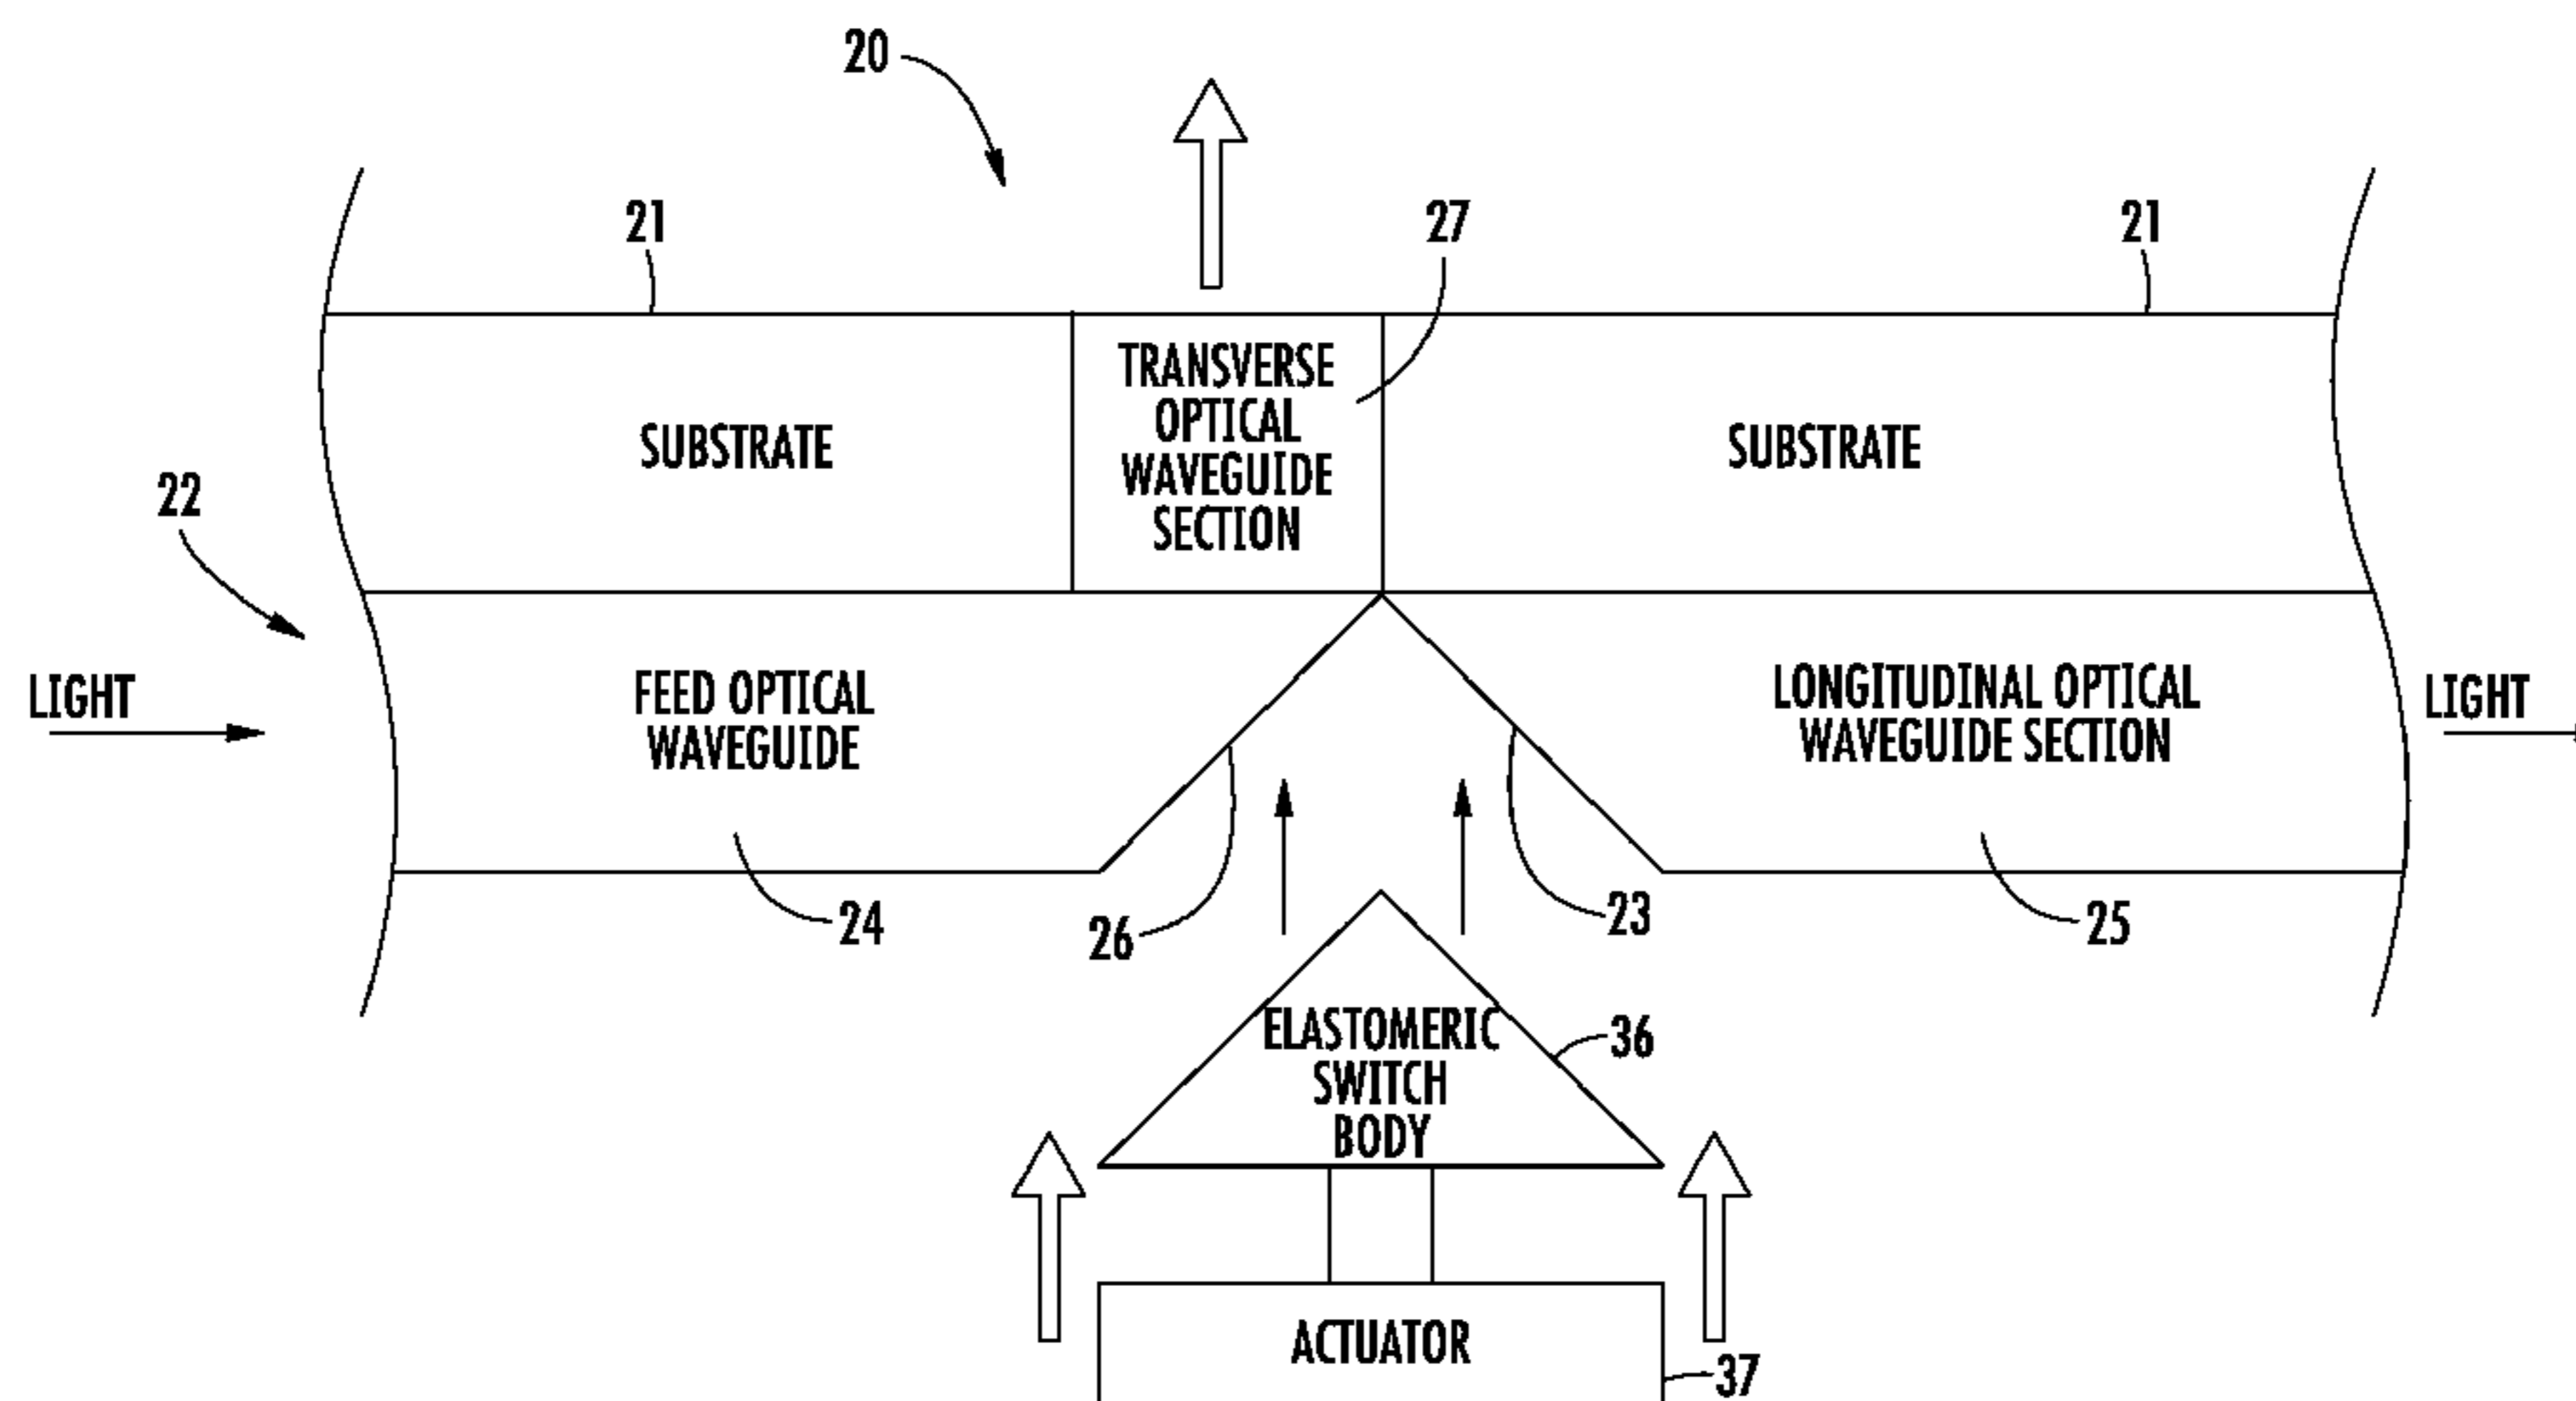 20
21
27
21
TRANSVERSE
OPTICAL
WAVEGUIDE
SECTION
SUBSTRATE
SUBSTRATE
22
LIGHT
FEED OPTICAL
WAVEGUIDE
LONGITUDINAL OPTICAL
WAVEGUIDE SECTION
LIGHT
24
26
23
25
ELASTOMERIC
SWITCH
BODY
36
ACTUATOR
37